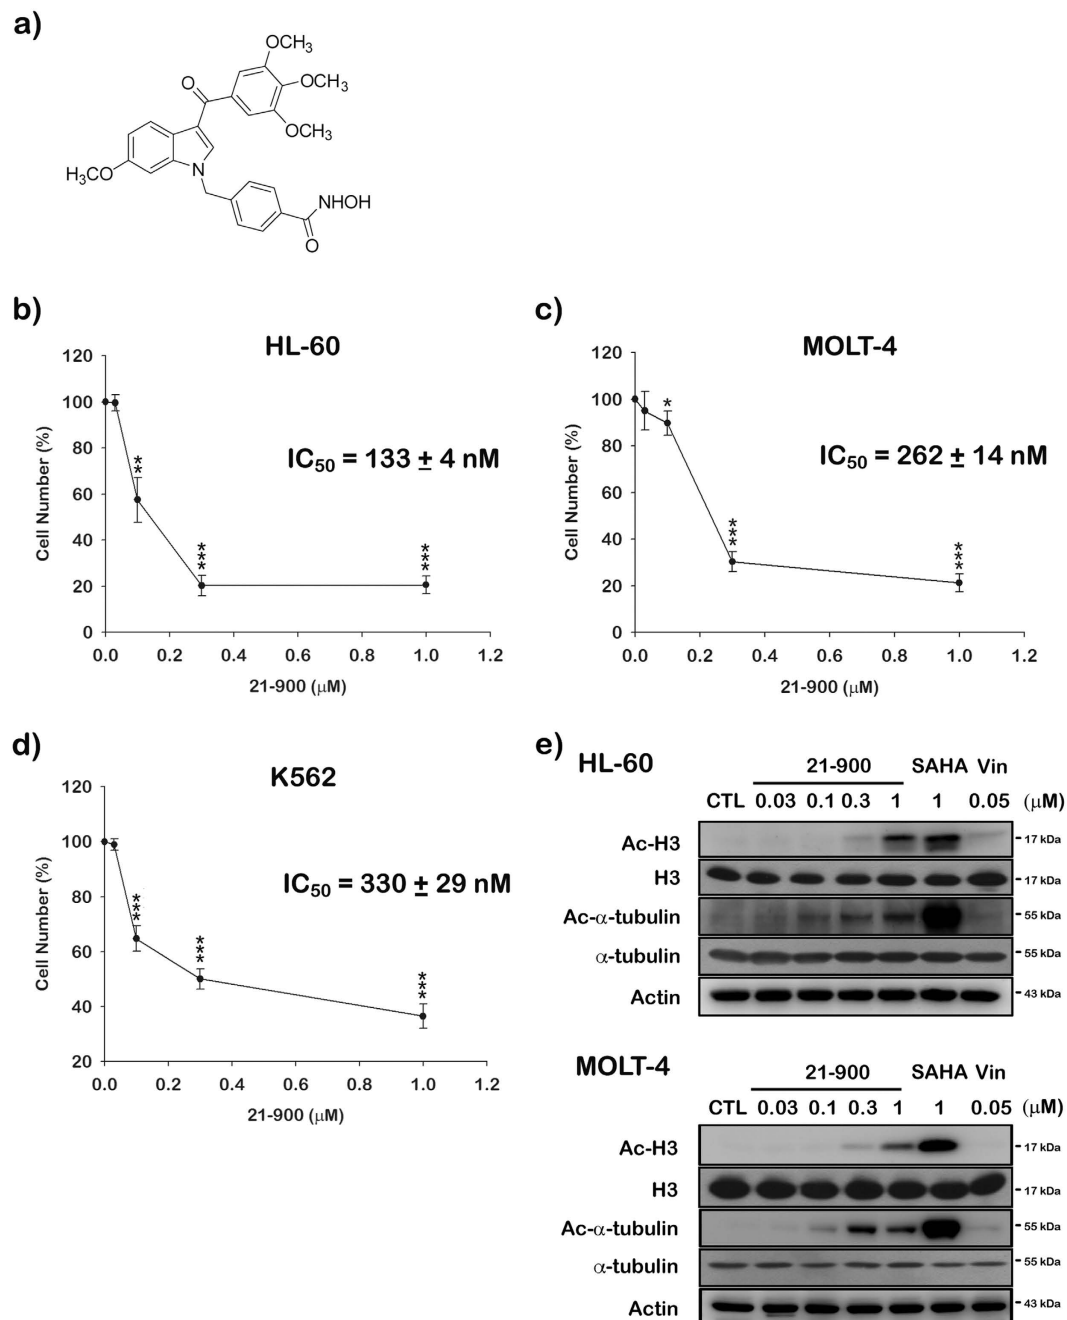 a)
OCH3
O
OCH3
OCH3
H3CO
N
NHOH
O
b)
HL-60
120
100
80
60
40
20
0
Cell Number (%)
**
***
***
IC50 = 133 ± 4 nM
0.0 0.2 0.4 0.6 0.8 1.0 1.2
21-900 (μM)
c)
MOLT-4
120
100
80
60
40
20
0
Cell Number (%)
*
***
***
IC50 = 262 ± 14 nM
0.0 0.2 0.4 0.6 0.8 1.0 1.2
21-900 (μM)
d)
K562
120
100
80
60
40
20
Cell Number (%)
***
***
***
IC50 = 330 ± 29 nM
0.0 0.2 0.4 0.6 0.8 1.0 1.2
21-900 (μM)
e)
HL-60
21-900 SAHA Vin
CTL 0.03 0.1 0.3 1 1 0.05 (μM)
Ac-H3 17 kDa
H3 17 kDa
Ac-α-tubulin 55 kDa
α-tubulin 55 kDa
Actin 43 kDa
MOLT-4
21-900 SAHA Vin
CTL 0.03 0.1 0.3 1 1 0.05 (μM)
Ac-H3 17 kDa
H3 17 kDa
Ac-α-tubulin 55 kDa
α-tubulin 55 kDa
Actin 43 kDa